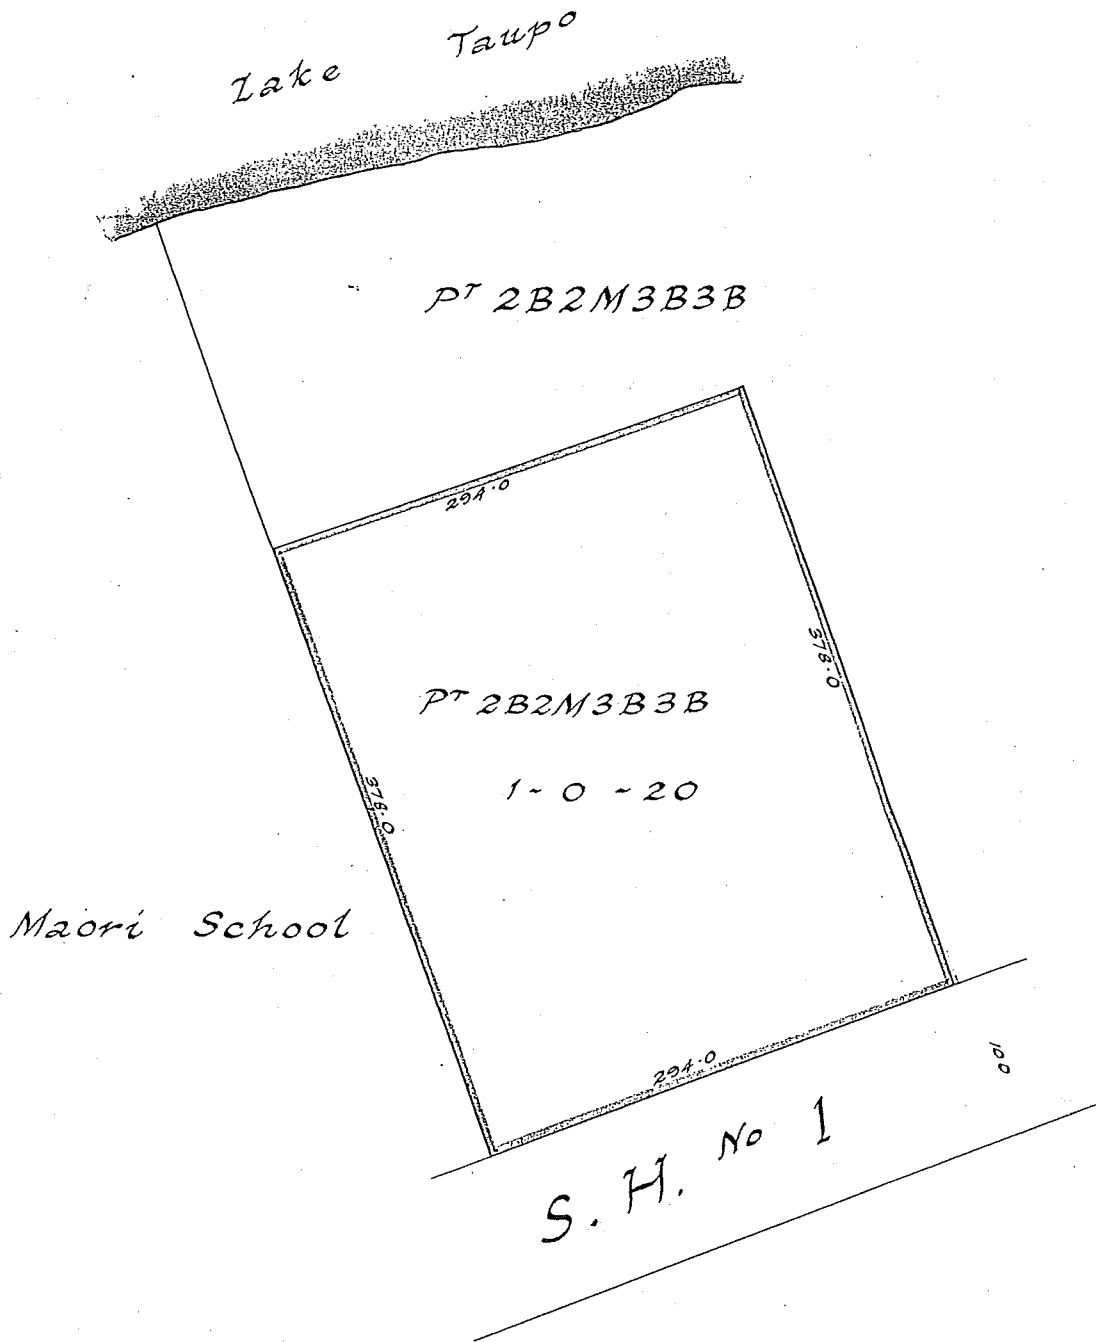 Lake Taupo
Pᵀ 2B2M3B3B
294·0
378·0
Pᵀ 2B2M3B3B
1-0-20
378·0
Maori School
294·0
100
S. H. No 1